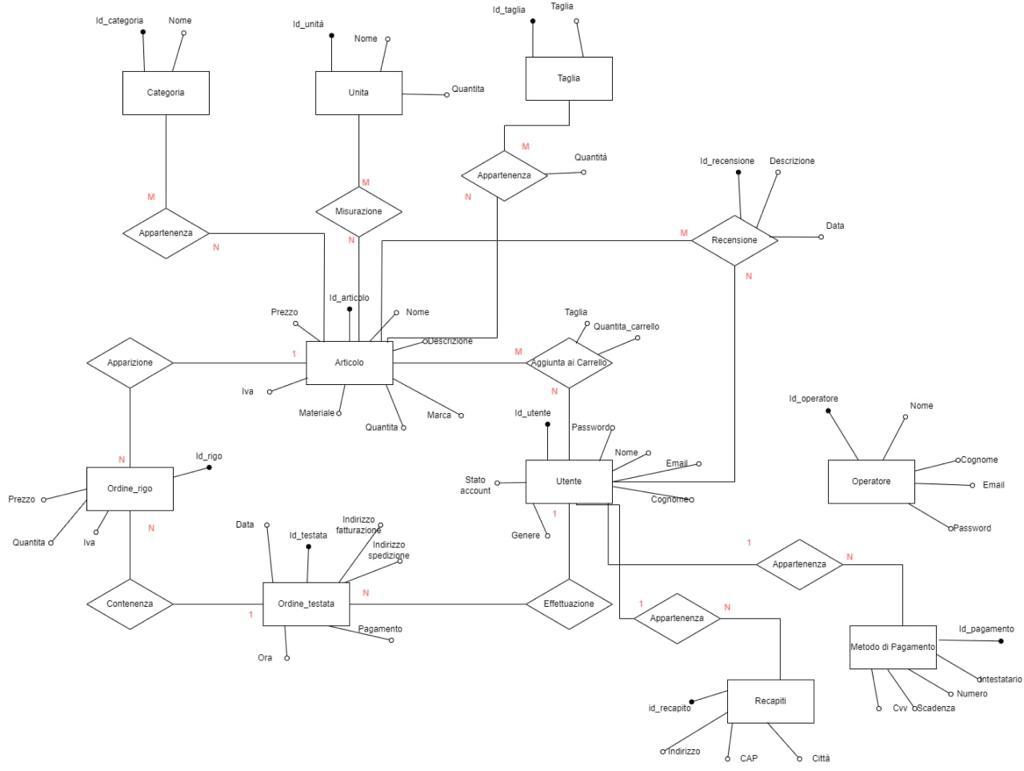 Id_categoria
Nome
Categoria
M
Appartenenza
N
Id_unitá
Nome
Quantita
Unita
M
Misurazione
N
Id_taglia
Taglia
Taglia
M
Appartenenza
Quantitá
N
Id_recensione
Descrizione
Data
M
Recensione
N
Prezzo
Id_articolo
Nome
Descrizione
Articolo
Iva
Materiale
Quantita
Marca
1
Apparizione
N
M
Taglia
Quantita_carrello
Aggiunta ai Carrello
N
Id_utente
Password
Nome
Email
Cognome
Stato
account
Utente
Genere
1
Id_operatore
Nome
Cognome
Email
Password
Operatore
Id_rigo
Ordine_rigo
Prezzo
Quantita
Iva
N
Contenenza
1
Data
Id_testata
Indirizzo
fatturazione
Indirizzo
spedizione
Ordine_testata
Pagamento
Ora
N
Effettuazione
1
Appartenenza
N
1
Appartenenza
N
Id_pagamento
Metodo di Pagamento
Intestatario
Numero
Scadenza
Cvv
id_recapito
Recapiti
Indirizzo
CAP
Città